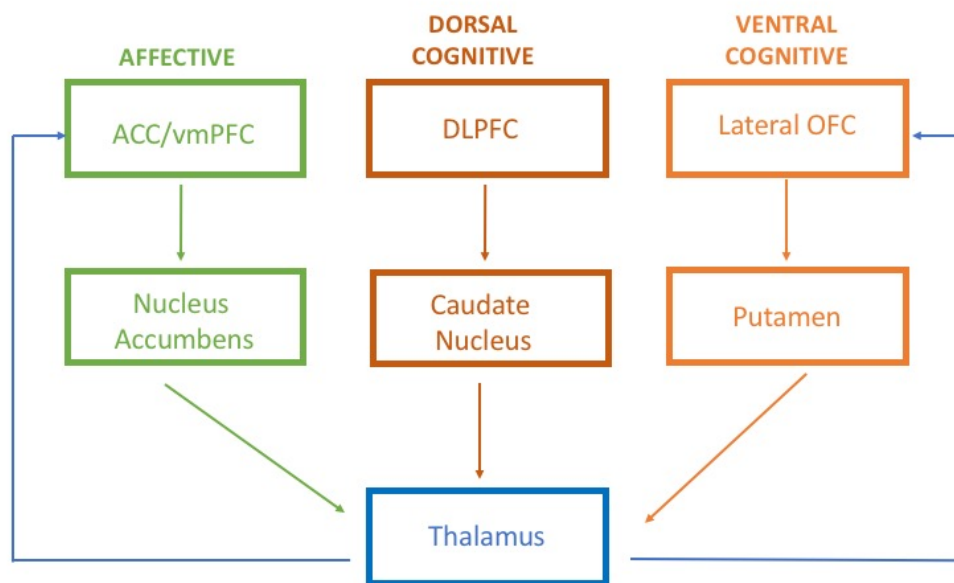 AFFECTIVE
DORSAL
COGNITIVE
VENTRAL
COGNITIVE
ACC/vmPFC
DLPFC
Lateral OFC
Nucleus
Accumbens
Caudate
Nucleus
Putamen
Thalamus